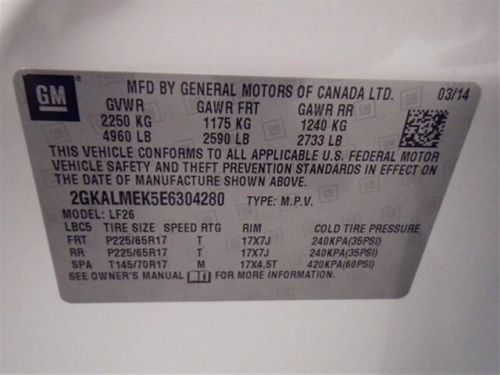 GM
MFD BY GENERAL MOTORS OF CANADA LTD. 03/14
GVWR GAWR FRT GAWR RR
2250 KG 1175 KG 1240 KG
4960 LB 2590 LB 2733 LB
THIS VEHICLE CONFORMS TO ALL APPLICABLE U.S. FEDERAL MOTOR
VEHICLE SAFETY AND THEFT PREVENTION STANDARDS IN EFFECT ON
THE DATE OF MANUFACTURE SHOWN ABOVE.
2GKALMEK5E6304280 TYPE: M.P.V.
MODEL: LF26
LBC5 TIRE SIZE SPEED RTG RIM COLD TIRE PRESSURE
FRT P225/65R17 T 17X7J 240KPA(35PSI)
RR P225/65R17 T 17X7J 240KPA(35PSI)
SPA T145/70R17 M 17X4.5T 420KPA(60PSI)
SEE OWNER'S MANUAL FOR MORE INFORMATION.